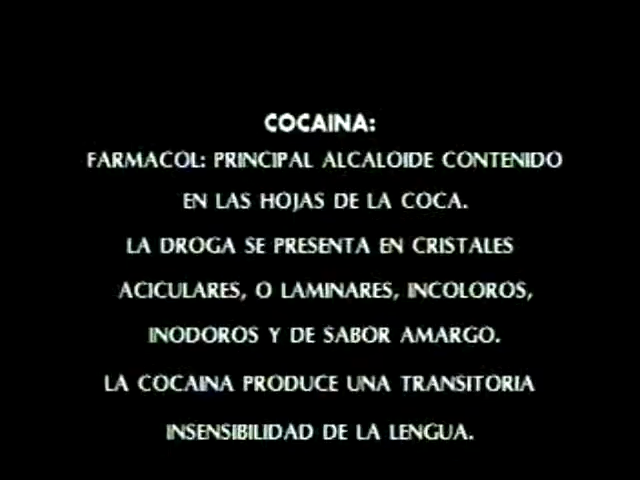 COCAINA:
FARMACOL: PRINCIPAL ALCALOIDE CONTENIDO
EN LAS HOJAS DE LA COCA.
LA DROGA SE PRESENTA EN CRISTALES
ACICULARES, O LAMINARES, INCOLOROS,
INODOROS Y DE SABOR AMARGO.
LA COCAINA PRODUCE UNA TRANSITORIA
INSENSIBILIDAD DE LA LENGUA.